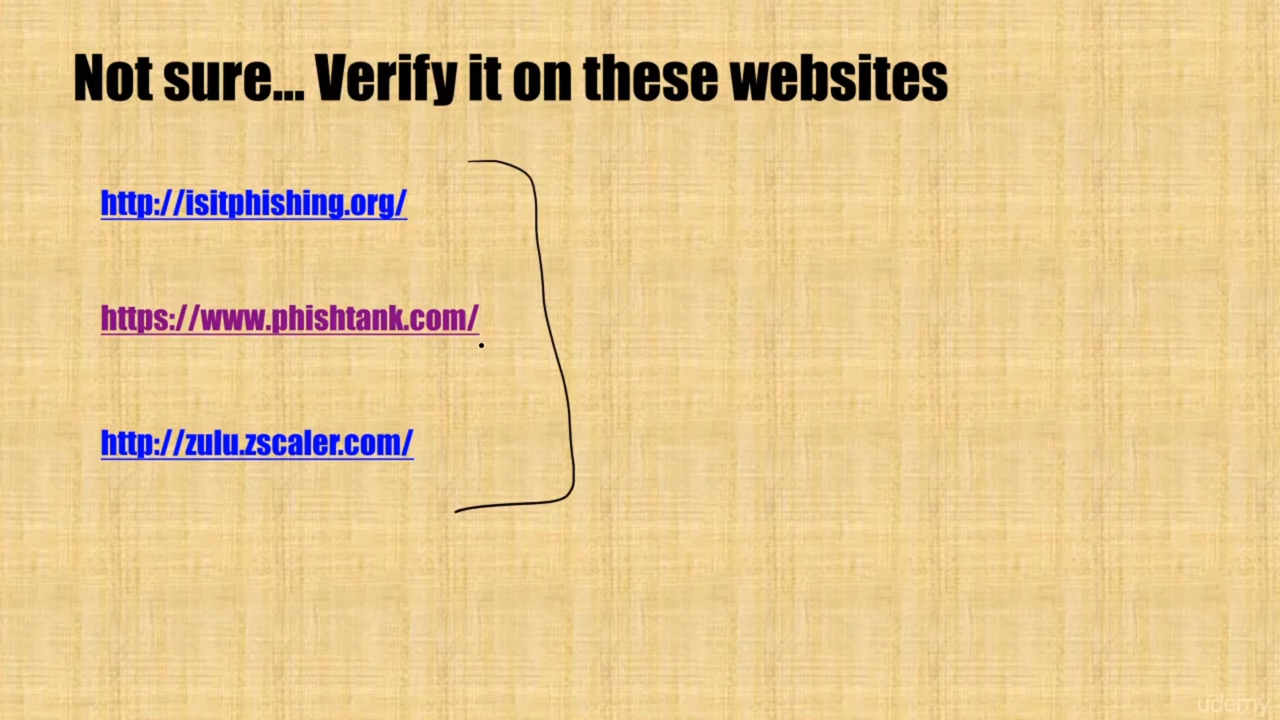 Not sure... Verify it on these websites
http://isitphishing.org/
https://www.phishtank.com/
http://zulu.zscaler.com/
udemy